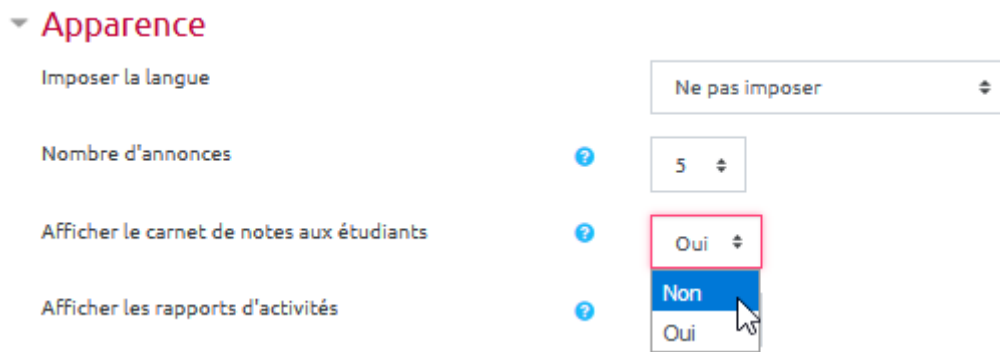 Apparence
Imposer la langue
Ne pas imposer
Nombre d'annonces
?
5
Afficher le carnet de notes aux étudiants
?
Oui
Non
Afficher les rapports d'activités
?
Oui